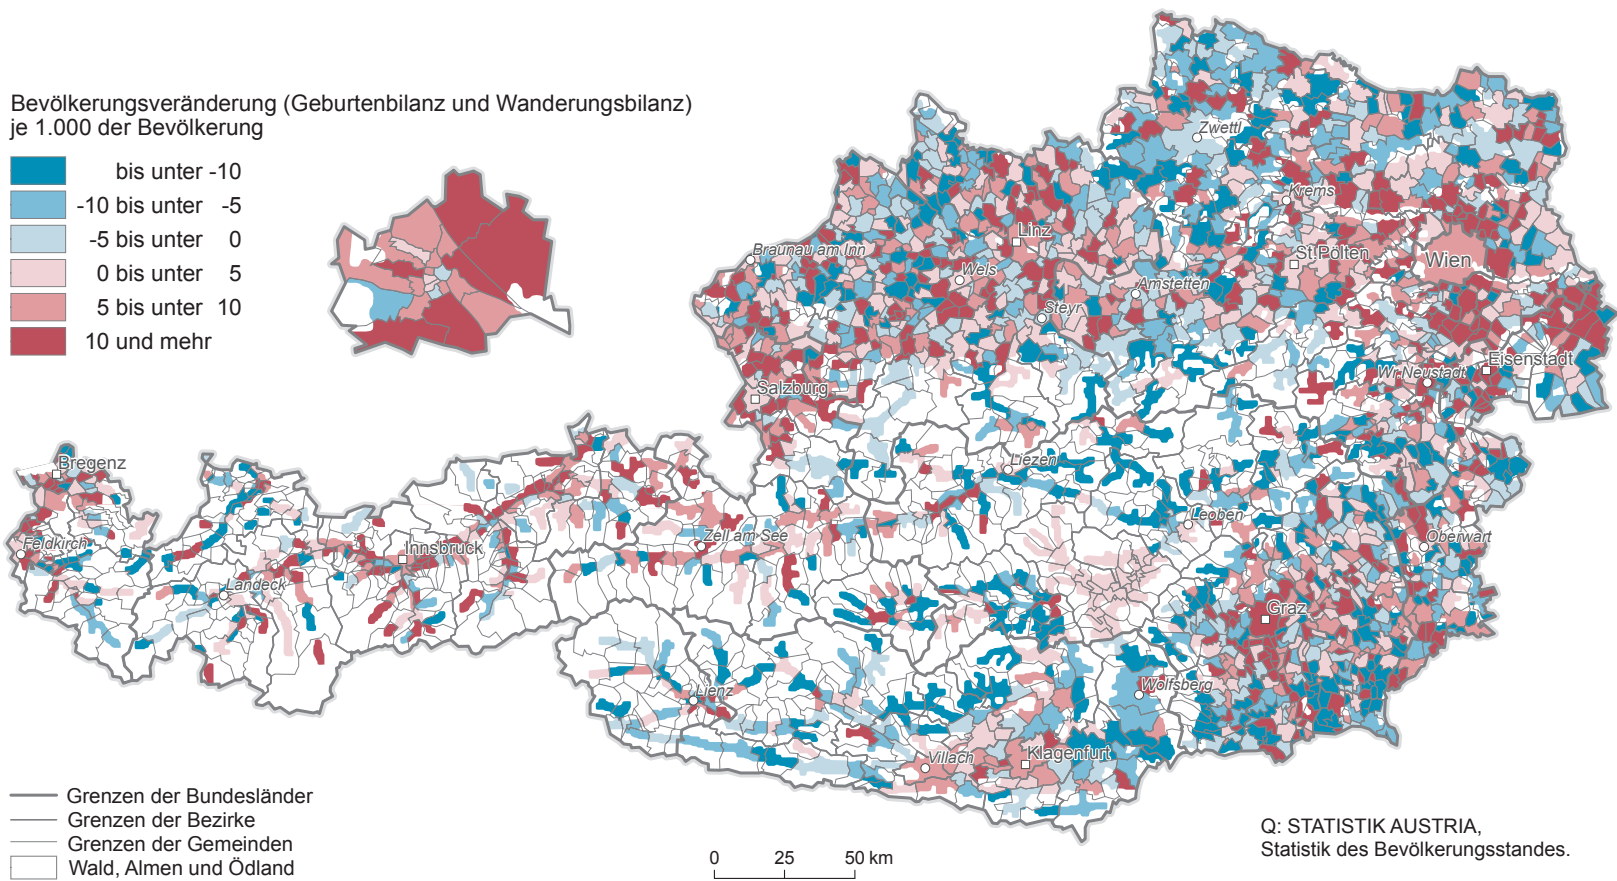 Bevölkerungsveränderung (Geburtenbilanz und Wanderungsbilanz)
je 1.000 der Bevölkerung
bis unter -10
-10 bis unter -5
-5 bis unter 0
0 bis unter 5
5 bis unter 10
10 und mehr
Zwettl
Krems
Linz
Braunau am Inn
St.Pölten
Wien
Wels
Amstetten
Steyr
Eisenstadt
Wr.Neustadt
Salzburg
Bregenz
Liezen
Leoben
Zell am See
Oberwart
Feldkirch
Innsbruck
Landeck
Graz
Wolfsberg
Lienz
Villach
Klagenfurt
Grenzen der Bundesländer
Grenzen der Bezirke
Grenzen der Gemeinden
Wald, Almen und Ödland
0 25 50 km
Q: STATISTIK AUSTRIA,
Statistik des Bevölkerungsstandes.